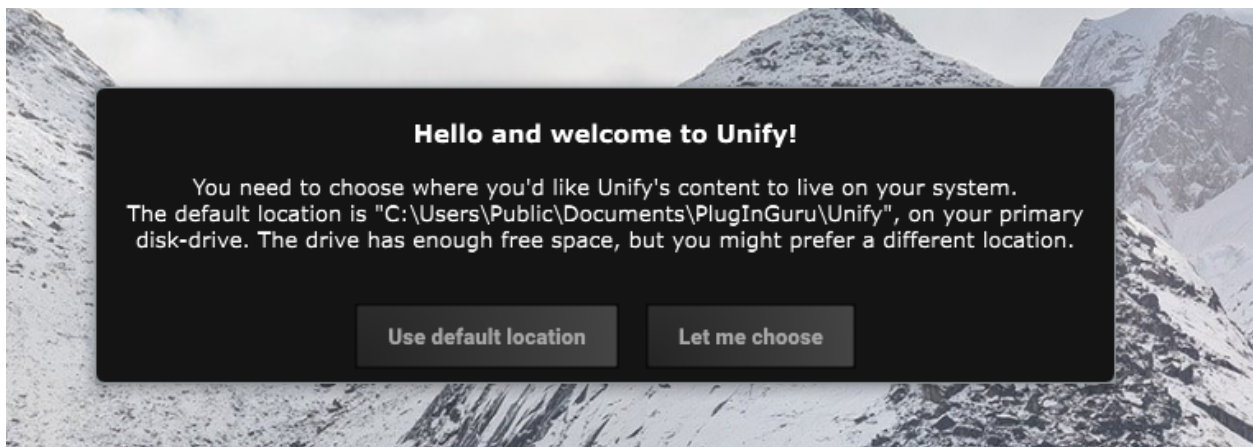 Hello and welcome to Unify!
You need to choose where you'd like Unify's content to live on your system.
The default location is "C:\Users\Public\Documents\PlugInGuru\Unify", on your primary
disk-drive. The drive has enough free space, but you might prefer a different location.
Use default location
Let me choose